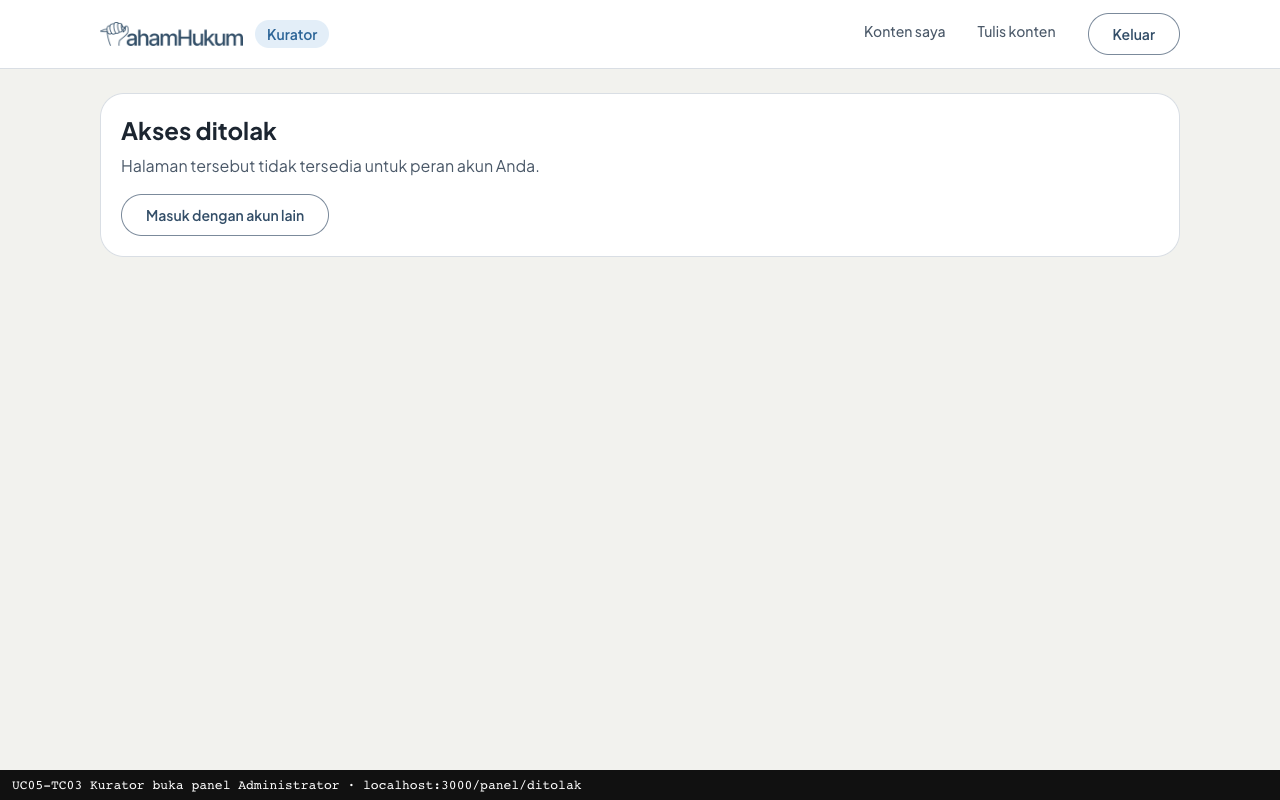 ahamHukum Kurator Konten saya Tulis konten Keluar
Akses ditolak
Halaman tersebut tidak tersedia untuk peran akun Anda.
Masuk dengan akun lain
UC05-TC03 Kurator buka panel Administrator · localhost:3000/panel/ditolak